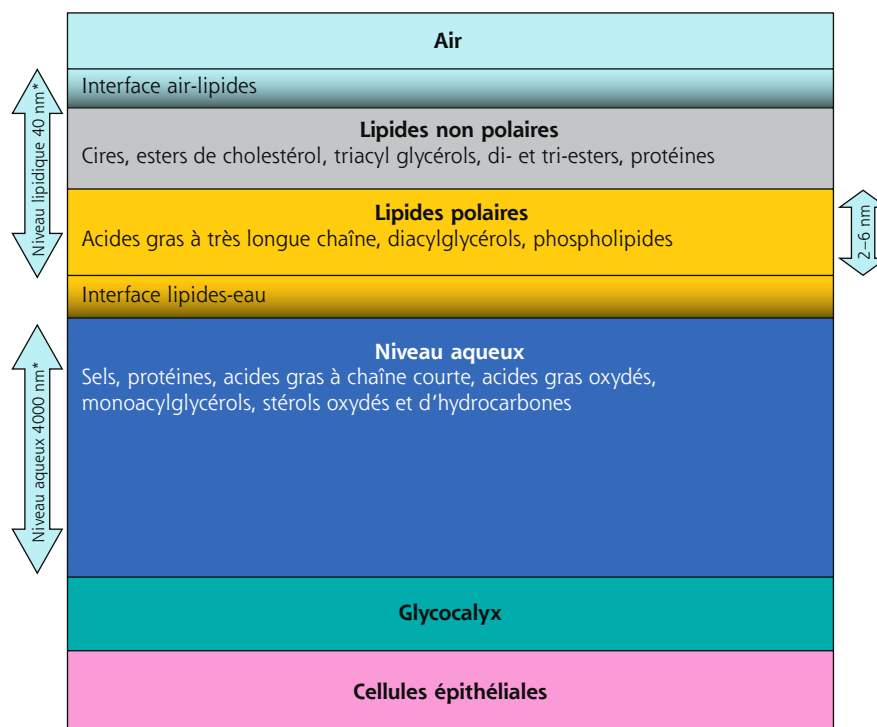 Air
Interface air-lipides
Niveau lipidique 40 nm*
Lipides non polaires
Cires, esters de cholestérol, triacyl glycérols, di- et tri-esters, protéines
Lipides polaires
Acides gras à très longue chaîne, diacylglycérols, phospholipides
2–6 nm
Interface lipides-eau
Niveau aqueux 4000 nm*
Niveau aqueux
Sels, protéines, acides gras à chaîne courte, acides gras oxydés,
monoacylglycérols, stérols oxydés et d’hydrocarbones
Glycocalyx
Cellules épithéliales